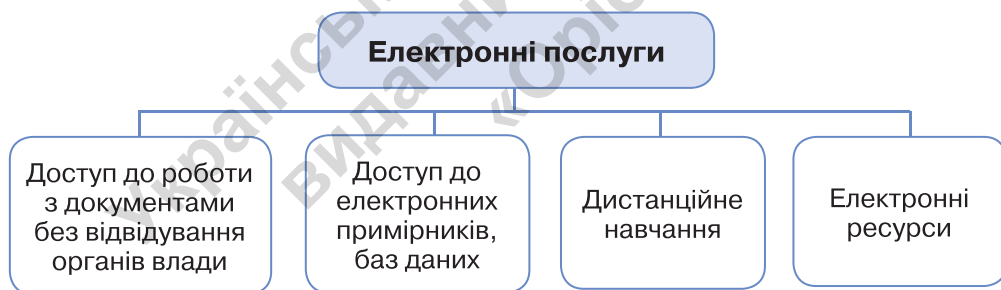 Електронні послуги
Доступ до роботи
з документами
без відвідування
органів влади
Доступ до
електронних
примірників,
баз даних
Дистанційне
навчання
Електронні
ресурси